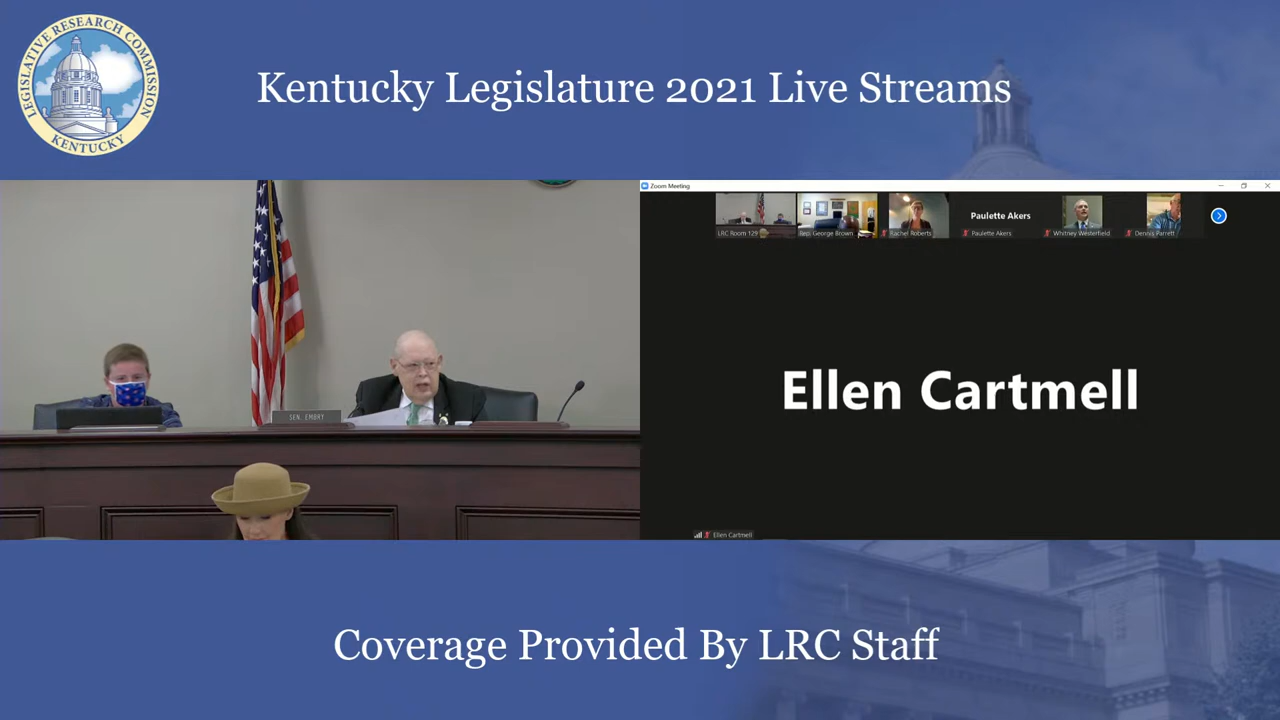 LEGISLATIVE RESEARCH COMMISSION
KENTUCKY
Kentucky Legislature 2021 Live Streams
Zoom Meeting
Paulette Akers
LRC Room 129
Rep. George Brown
Rachel Roberts
Paulette Akers
Whitney Westerfield
Dennis Parrett
SEN. EMBRY
Ellen Cartmell
Ellen Cartmell
Coverage Provided By LRC Staff